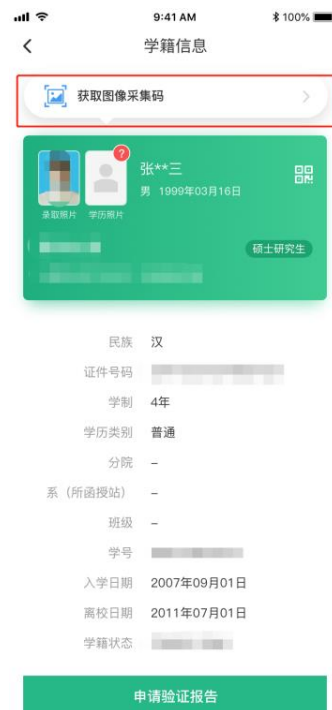 9:41 AM
100%
学籍信息
获取图像采集码
?
张**三
男 1999年03月16日
录取照片 学历照片
硕士研究生
民族 汉
证件号码
学制 4年
学历类别 普通
分院 –
系（所函授站） –
班级 –
学号
入学日期 2007年09月01日
离校日期 2011年07月01日
学籍状态
申请验证报告